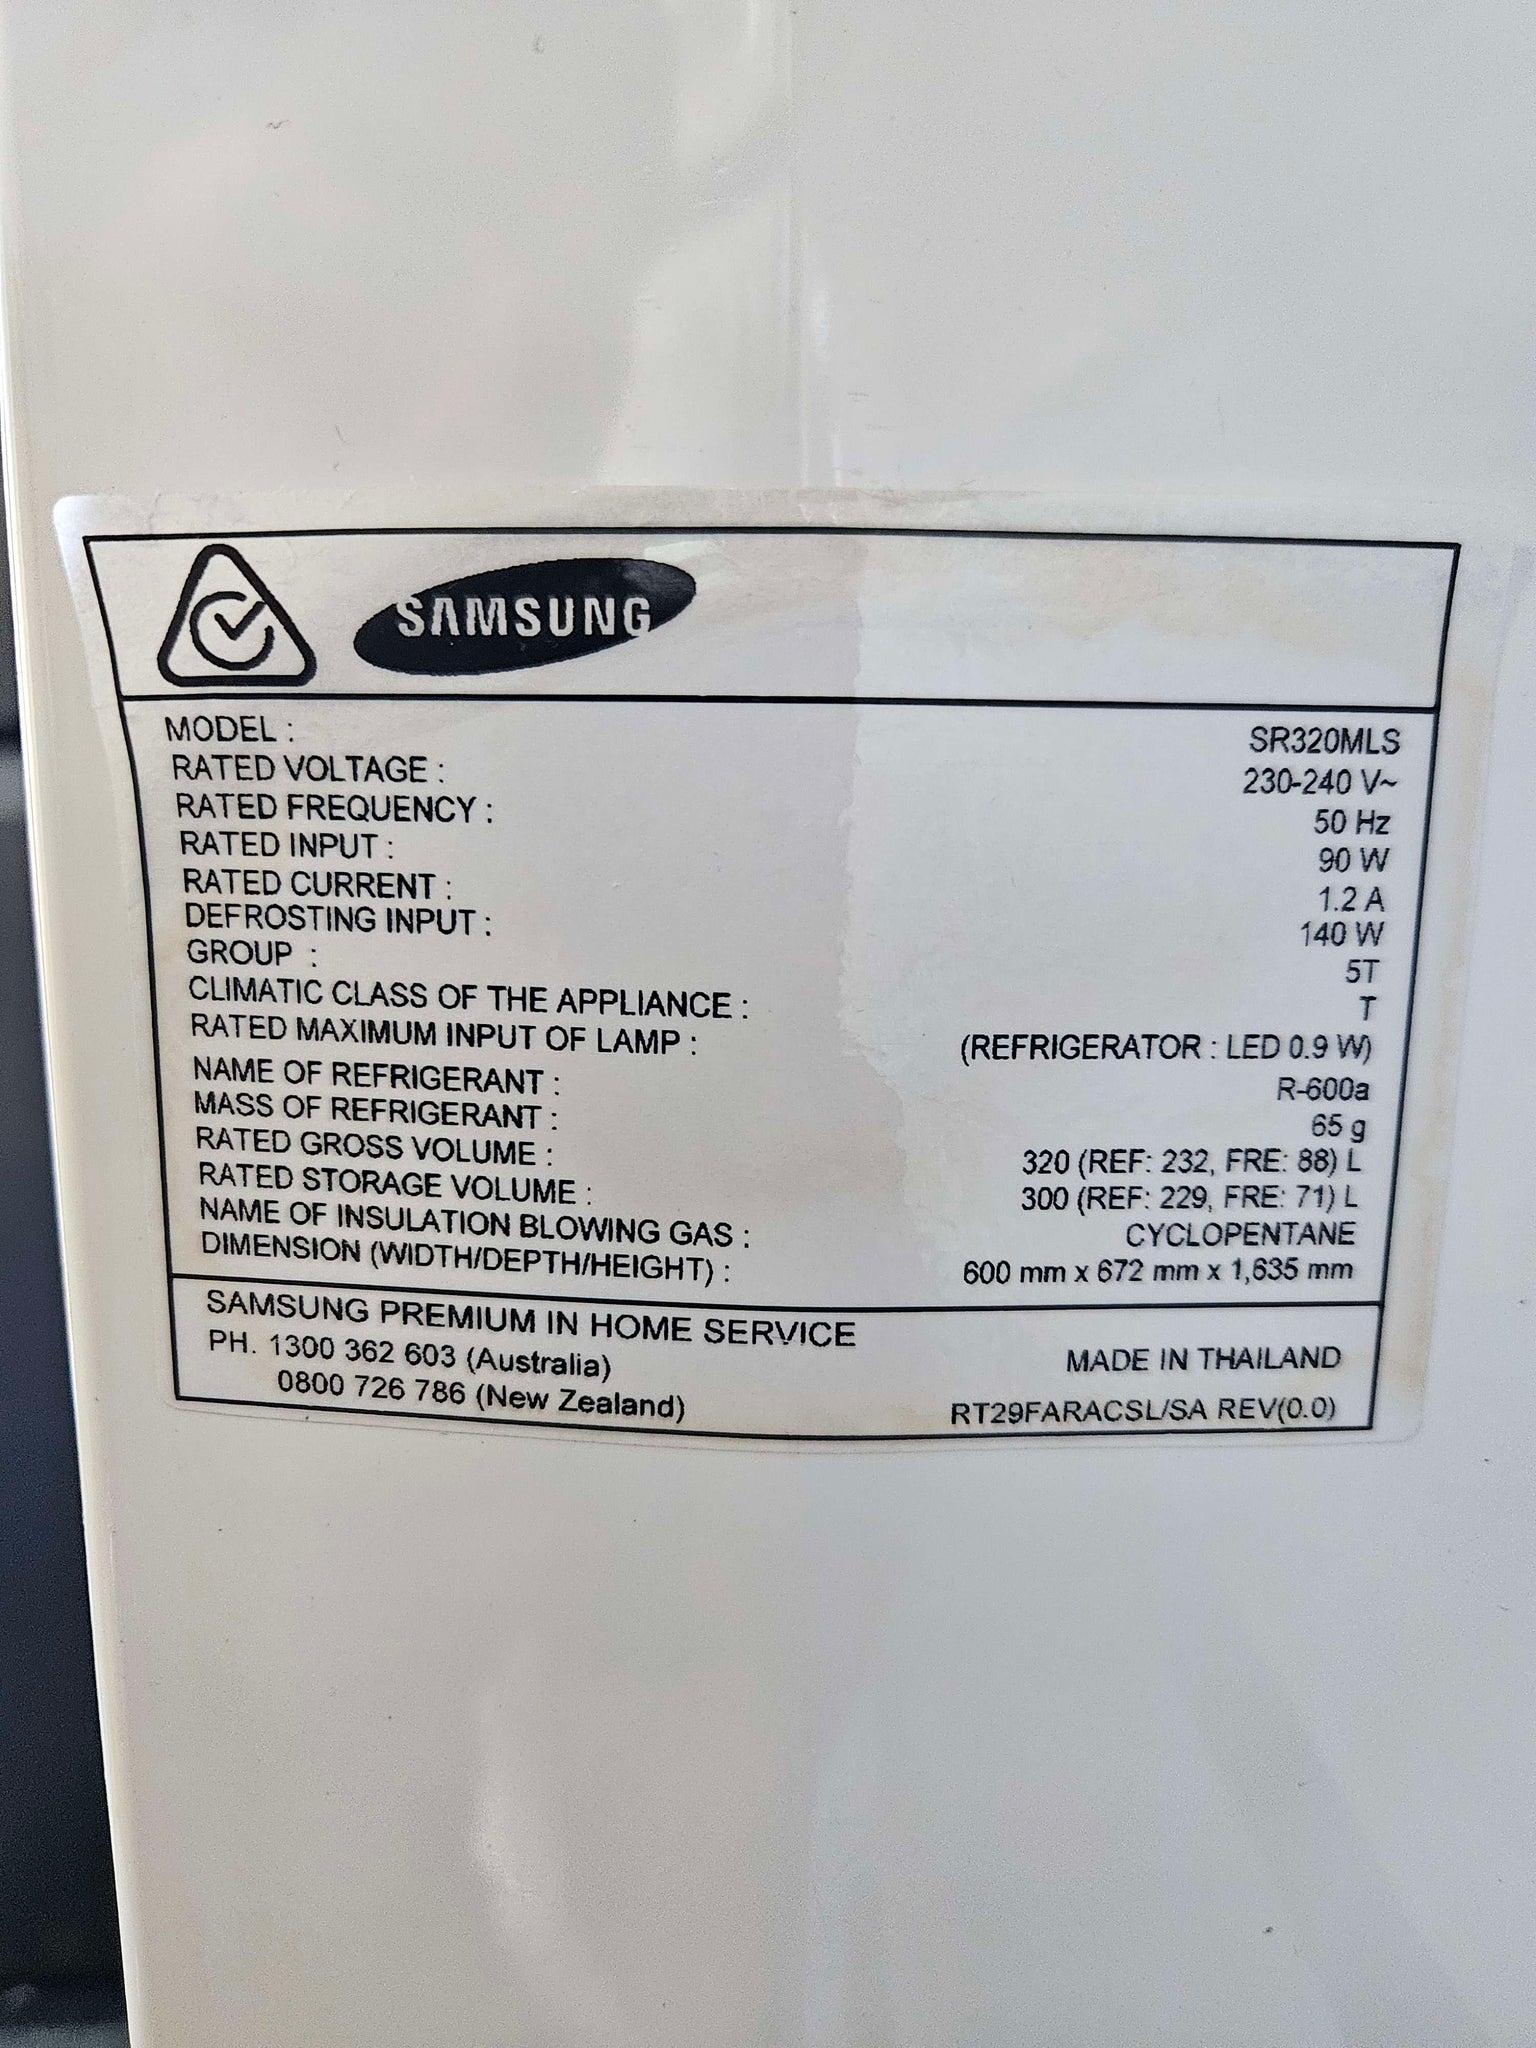 SAMSUNG
MODEL : SR320MLS
RATED VOLTAGE : 230-240 V~
RATED FREQUENCY : 50 Hz
RATED INPUT : 90 W
RATED CURRENT : 1.2 A
DEFROSTING INPUT : 140 W
GROUP : 5T
CLIMATIC CLASS OF THE APPLIANCE : T
RATED MAXIMUM INPUT OF LAMP : (REFRIGERATOR : LED 0.9 W)
NAME OF REFRIGERANT : R-600a
MASS OF REFRIGERANT : 65 g
RATED GROSS VOLUME : 320 (REF: 232, FRE: 88) L
RATED STORAGE VOLUME : 300 (REF: 229, FRE: 71) L
NAME OF INSULATION BLOWING GAS : CYCLOPENTANE
DIMENSION (WIDTH/DEPTH/HEIGHT) : 600 mm x 672 mm x 1,635 mm
SAMSUNG PREMIUM IN HOME SERVICE
PH. 1300 362 603 (Australia)
0800 726 786 (New Zealand)
MADE IN THAILAND
RT29FARACSL/SA REV(0.0)